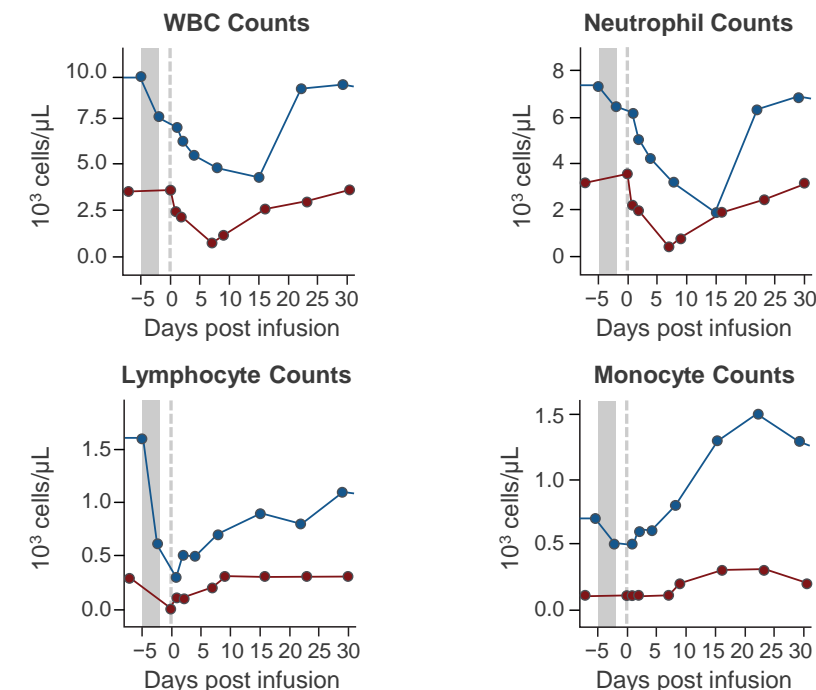 WBC Counts
10.0
7.5
5.0
2.5
0.0
10³ cells/µL
−5 0 5 10 15 20 25 30
Days post infusion
Neutrophil Counts
8
6
4
2
0
10³ cells/µL
−5 0 5 10 15 20 25 30
Days post infusion
Lymphocyte Counts
1.5
1.0
0.5
0.0
10³ cells/µL
−5 0 5 10 15 20 25 30
Days post infusion
Monocyte Counts
1.5
1.0
0.5
0.0
10³ cells/µL
−5 0 5 10 15 20 25 30
Days post infusion